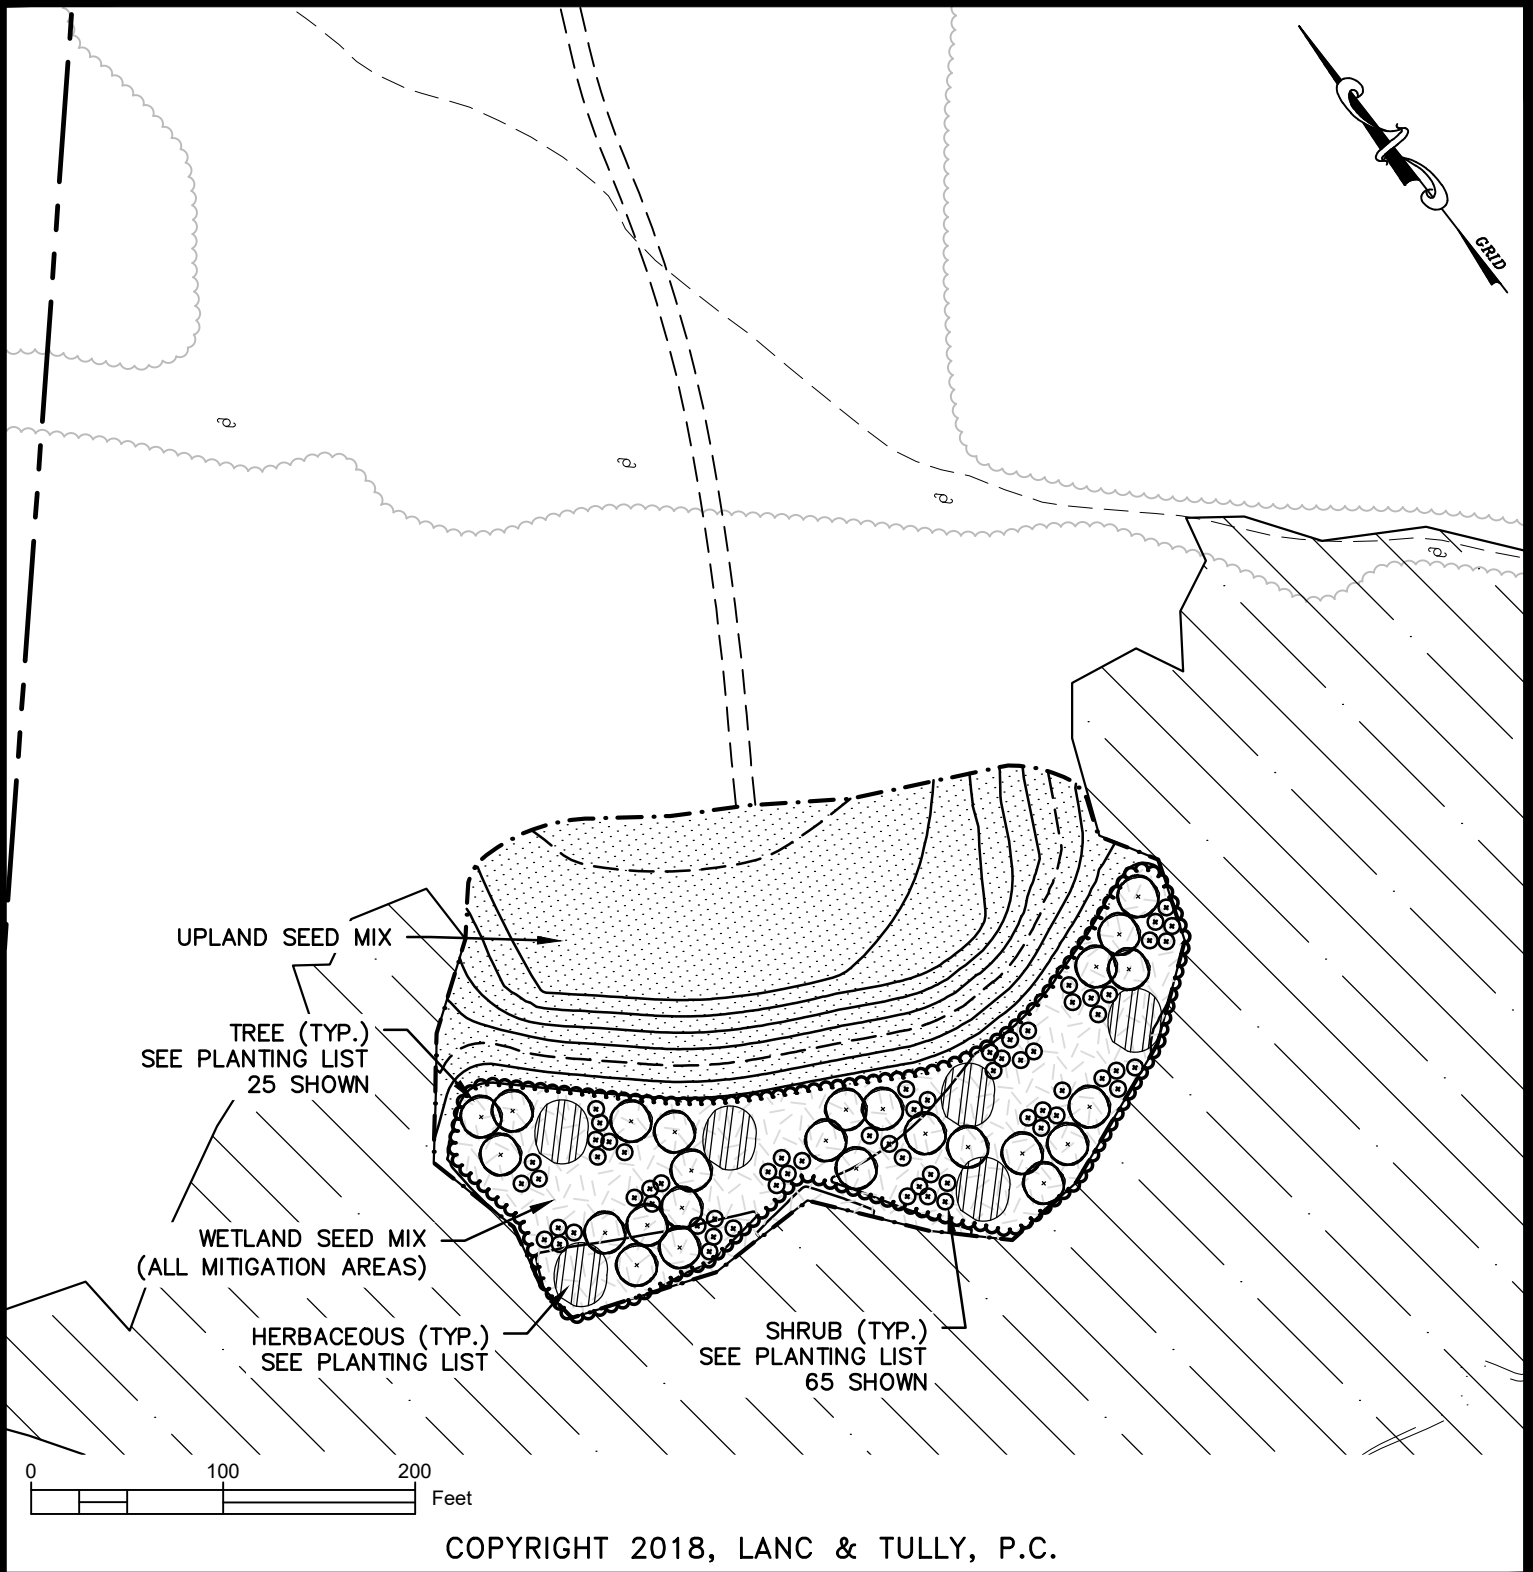 GRID
UPLAND SEED MIX
TREE (TYP.)
SEE PLANTING LIST
25 SHOWN
WETLAND SEED MIX
(ALL MITIGATION AREAS)
HERBACEOUS (TYP.)
SEE PLANTING LIST
SHRUB (TYP.)
SEE PLANTING LIST
65 SHOWN
0 100 200
Feet
COPYRIGHT 2018, LANC & TULLY, P.C.